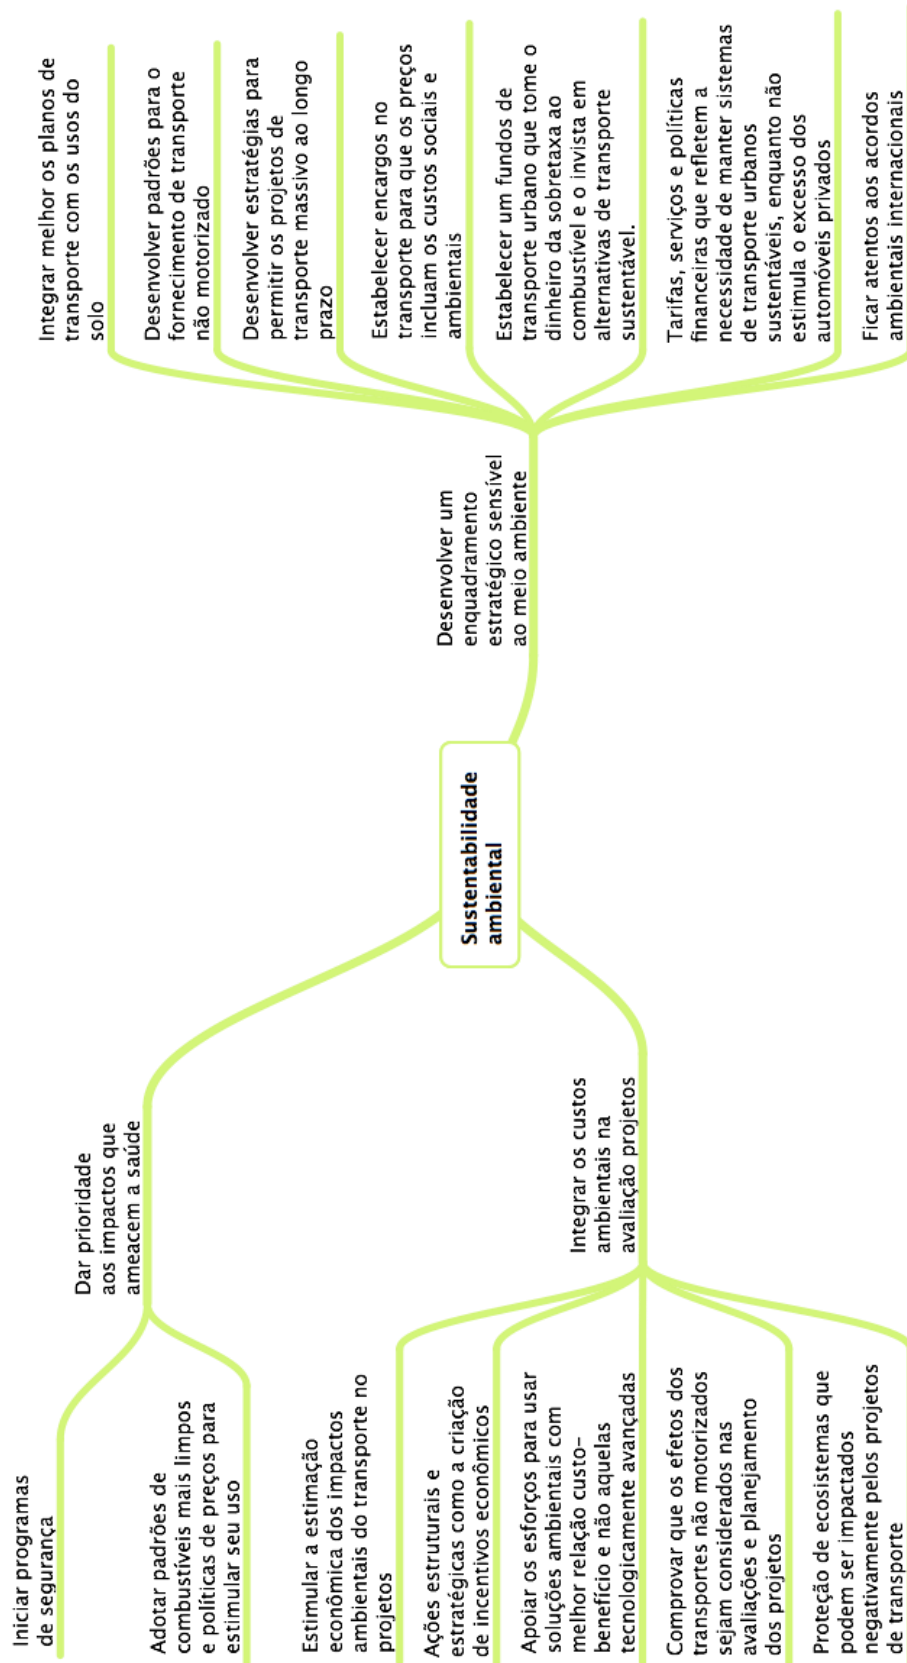 Iniciar programas
de segurança
Adotar padrões de
combustíveis mais limpos
e políticas de preços para
estimular seu uso
Dar prioridade
aos impactos que
ameacem a saúde
Estimular a estimação
econômica dos impactos
ambientais do transporte no
projetos
Ações estruturais e
estratégicas como a criação
de incentivos econômicos
Apoiar os esforços para usar
soluções ambientais com
melhor relação custo-
benefício e não aquelas
tecnologicamente avançadas
Comprovar que os efetos dos
transportes não motorizados
sejam considerados nas
avaliações e planejamento
dos projetos
Proteção de ecosistemas que
podem ser impactados
negativamente pelos projetos
de transporte
Integrar os custos
ambientais na
avaliação projetos
Sustentabilidade
ambiental
Desenvolver um
enquadramento
estratégico sensível
ao meio ambiente
Integrar melhor os planos de
transporte com os usos do
solo
Desenvolver padrões para o
fornecimento de transporte
não motorizado
Desenvolver estratégias para
permitir os projetos de
transporte massivo ao longo
prazo
Estabelecer encargos no
transporte para que os preços
incluam os custos sociais e
ambientais
Estabelecer um fundos de
transporte urbano que tome o
dinheiro da sobretaxa ao
combustível e o invista em
alternativas de transporte
sustentável.
Tarifas, serviços e políticas
financeiras que refletem a
necessidade de manter sistemas
de transporte urbanos
sustentáveis, enquanto não
estimula o excesso dos
automóveis privados
Ficar atentos aos acordos
ambientais internacionais